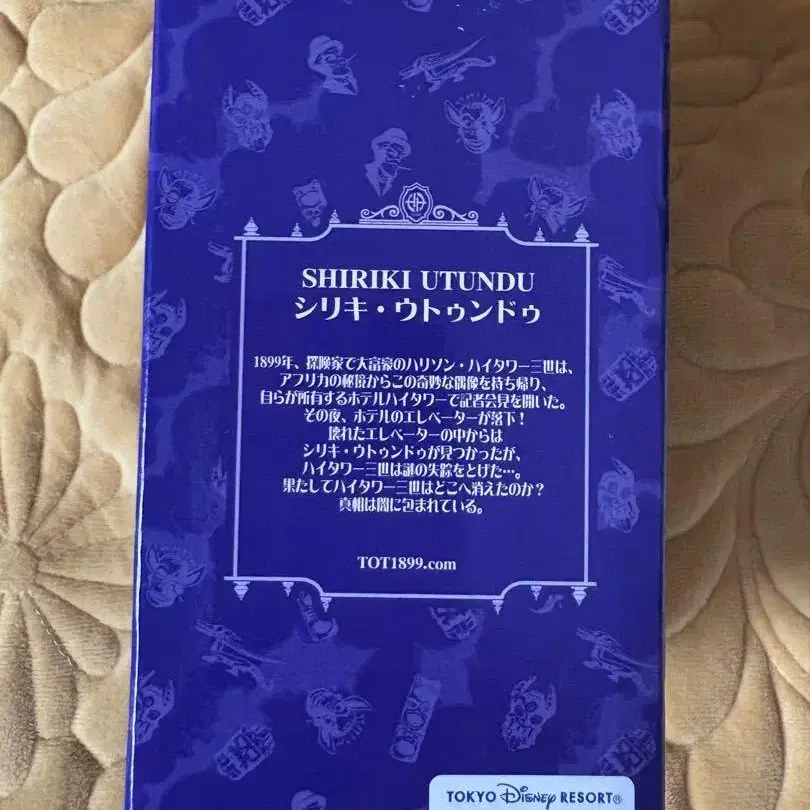 SHIRIKI UTUNDU
シリキ・ウトゥンドゥ
1899年、探険家で大富豪のハリソン・ハイタワー三世は、
アフリカの秘境からこの奇妙な偶像を持ち帰り、
自らが所有するホテルハイタワーで記者会見を開いた。
その夜、ホテルのエレベーターが落下！
壊れたエレベーターの中からは
シリキ・ウトゥンドゥが見つかったが、
ハイタワー三世は謎の失踪をとげた…。
果たしてハイタワー三世はどこへ消えたのか？
真相は闇に包まれている。
TOT1899.com
TOKYO Disney RESORT®